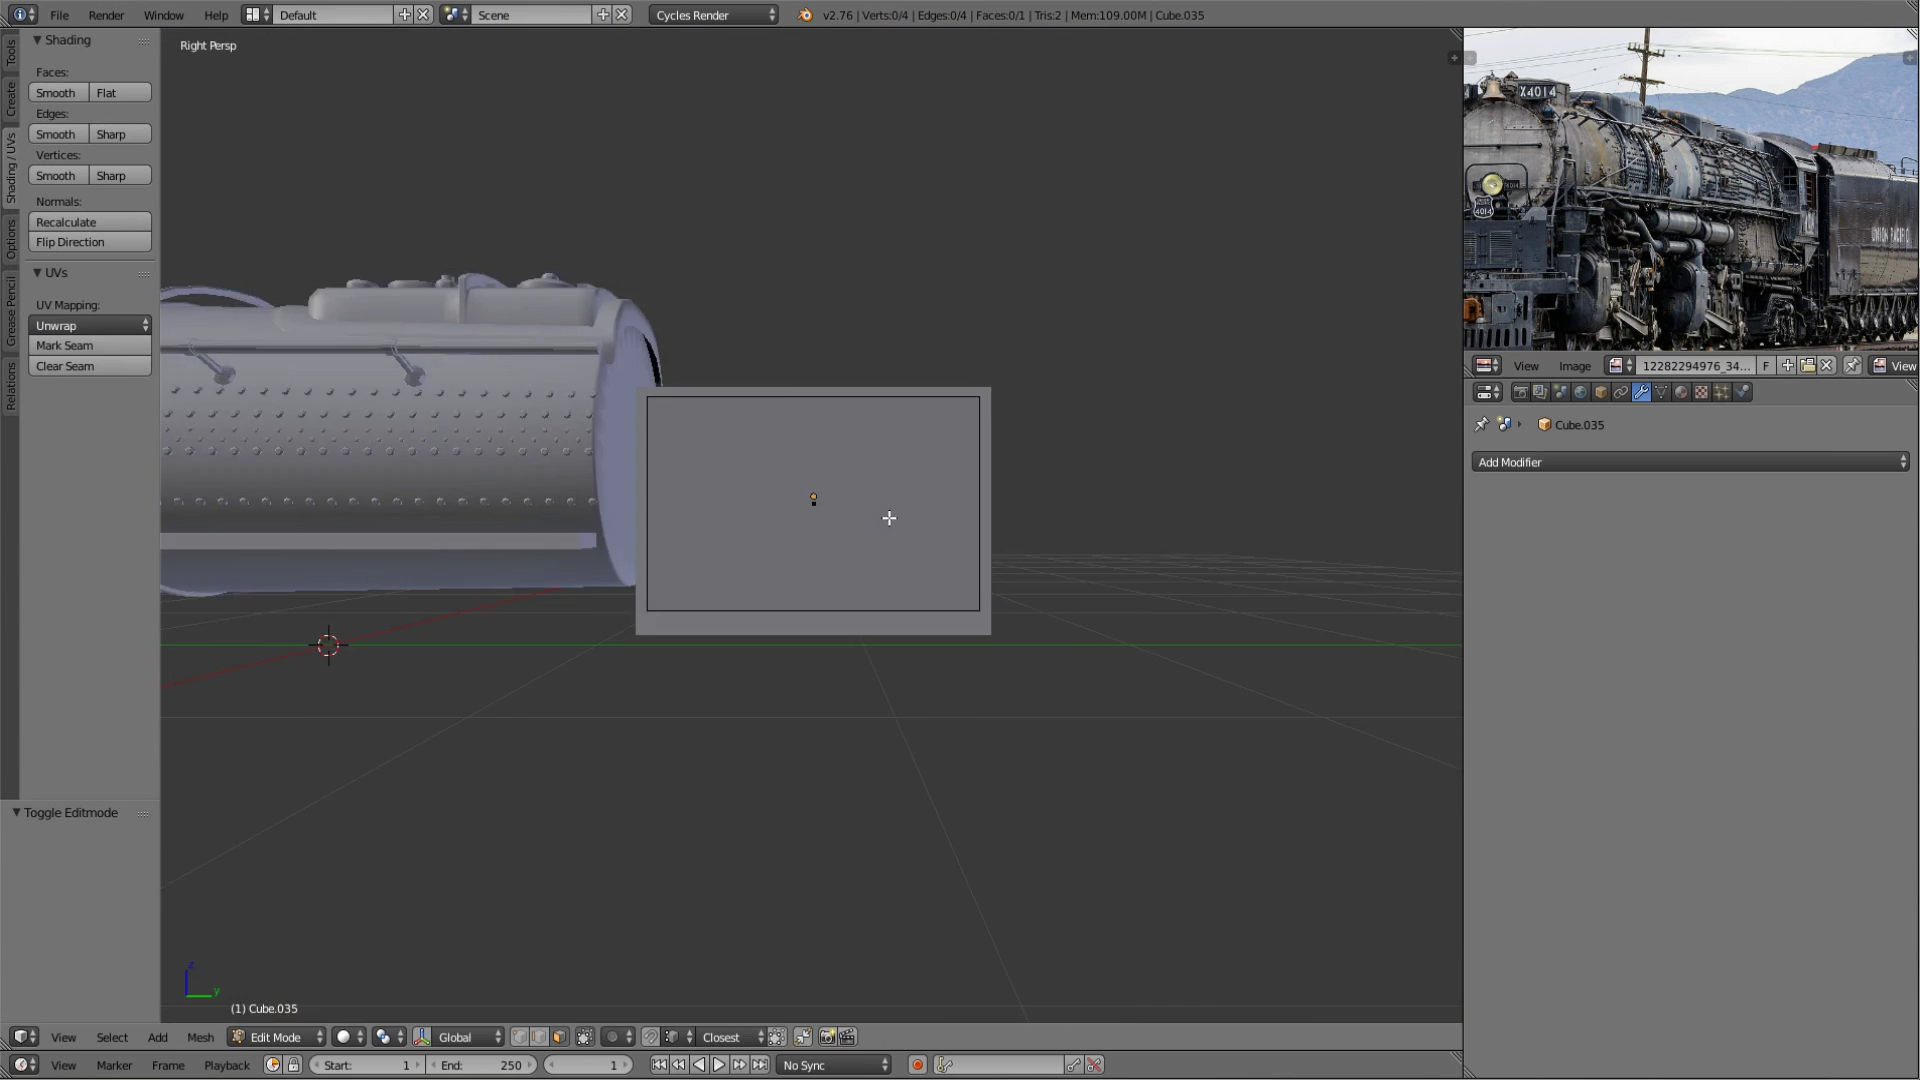 File Render Window Help Default Scene Cycles Render v2.76 | Verts:0/4 | Edges:0/4 | Faces:0/1 | Tris:2 | Mem:109.00M | Cube.035
Tools
Create
Shading / UVs
Options
Grease Pencil
Relations
Shading
Faces:
Smooth Flat
Edges:
Smooth Sharp
Vertices:
Smooth Sharp
Normals:
Recalculate
Flip Direction
UVs
UV Mapping:
Unwrap
Mark Seam
Clear Seam
Toggle Editmode
Right Persp
z
y
(1) Cube.035
X4014
4014
UNION PACIFIC
View Image 12282294976_34... F View
Cube.035
Add Modifier
View Select Add Mesh Edit Mode Global Closest
View Marker Frame Playback Start: 1 End: 250 1 No Sync